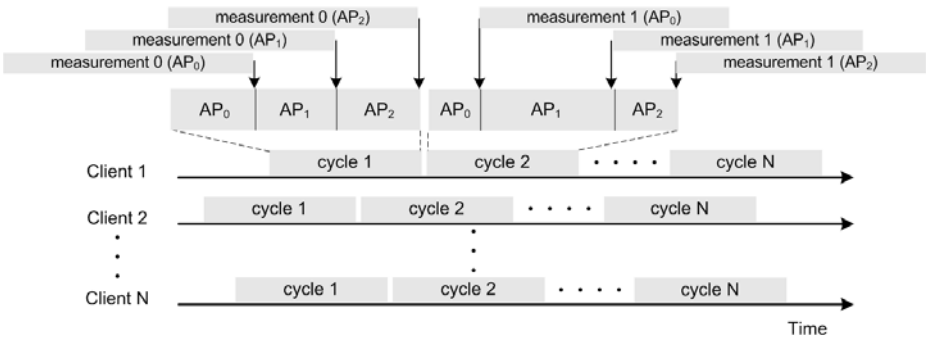 measurement 0 (AP₂) measurement 1 (AP₀)
measurement 0 (AP₁) measurement 1 (AP₁)
measurement 0 (AP₀) measurement 1 (AP₂)
AP₀ AP₁ AP₂ AP₀ AP₁ AP₂
Client 1 cycle 1 cycle 2 . . . . . cycle N
Client 2 cycle 1 cycle 2 . . . . . cycle N
Client N cycle 1 cycle 2 . . . . . cycle N
Time